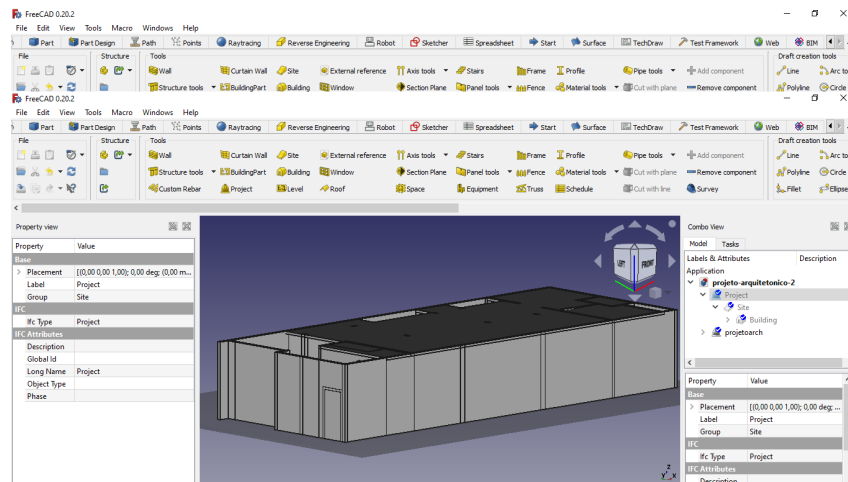 FreeCAD 0.20.2
File Edit View Tools Macro Windows Help
Part Part Design Path Points Raytracing Reverse Engineering Robot Sketcher Spreadsheet Start Surface TechDraw Test Framework Web BIM
File Structure Tools Draft creation tools
Wall Curtain Wall Site External reference Axis tools Stairs Frame Profile Pipe tools Add component Line Arc to
Structure tools BuildingPart Building Window Section Plane Panel tools Fence Material tools Cut with plane Remove component Polyline Circle
FreeCAD 0.20.2
File Edit View Tools Macro Windows Help
Part Part Design Path Points Raytracing Reverse Engineering Robot Sketcher Spreadsheet Start Surface TechDraw Test Framework Web BIM
File Structure Tools Draft creation tools
Wall Curtain Wall Site External reference Axis tools Stairs Frame Profile Pipe tools Add component Line Arc to
Structure tools BuildingPart Building Window Section Plane Panel tools Fence Material tools Cut with plane Remove component Polyline Circle
Custom Rebar Project Level Roof Space Equipment Truss Schedule Cut with line Survey Fillet Ellipse
Property view
Property Value
Base
Placement [(0,00 0,00 1,00); 0,00 deg; (0,00 m...
Label Project
Group Site
IFC
Ifc Type Project
IFC Attributes
Description
Global Id
Long Name Project
Object Type
Phase
LEFT FRONT
Z
Y X
Combo View
Model Tasks
Labels & Attributes Description
Application
projeto-arquitetonico-2
Project
Site
Building
projetoarch
Property Value
Base
Placement [(0,00 0,00 1,00); 0,00 deg; ...
Label Project
Group Site
IFC
Ifc Type Project
IFC Attributes
Description